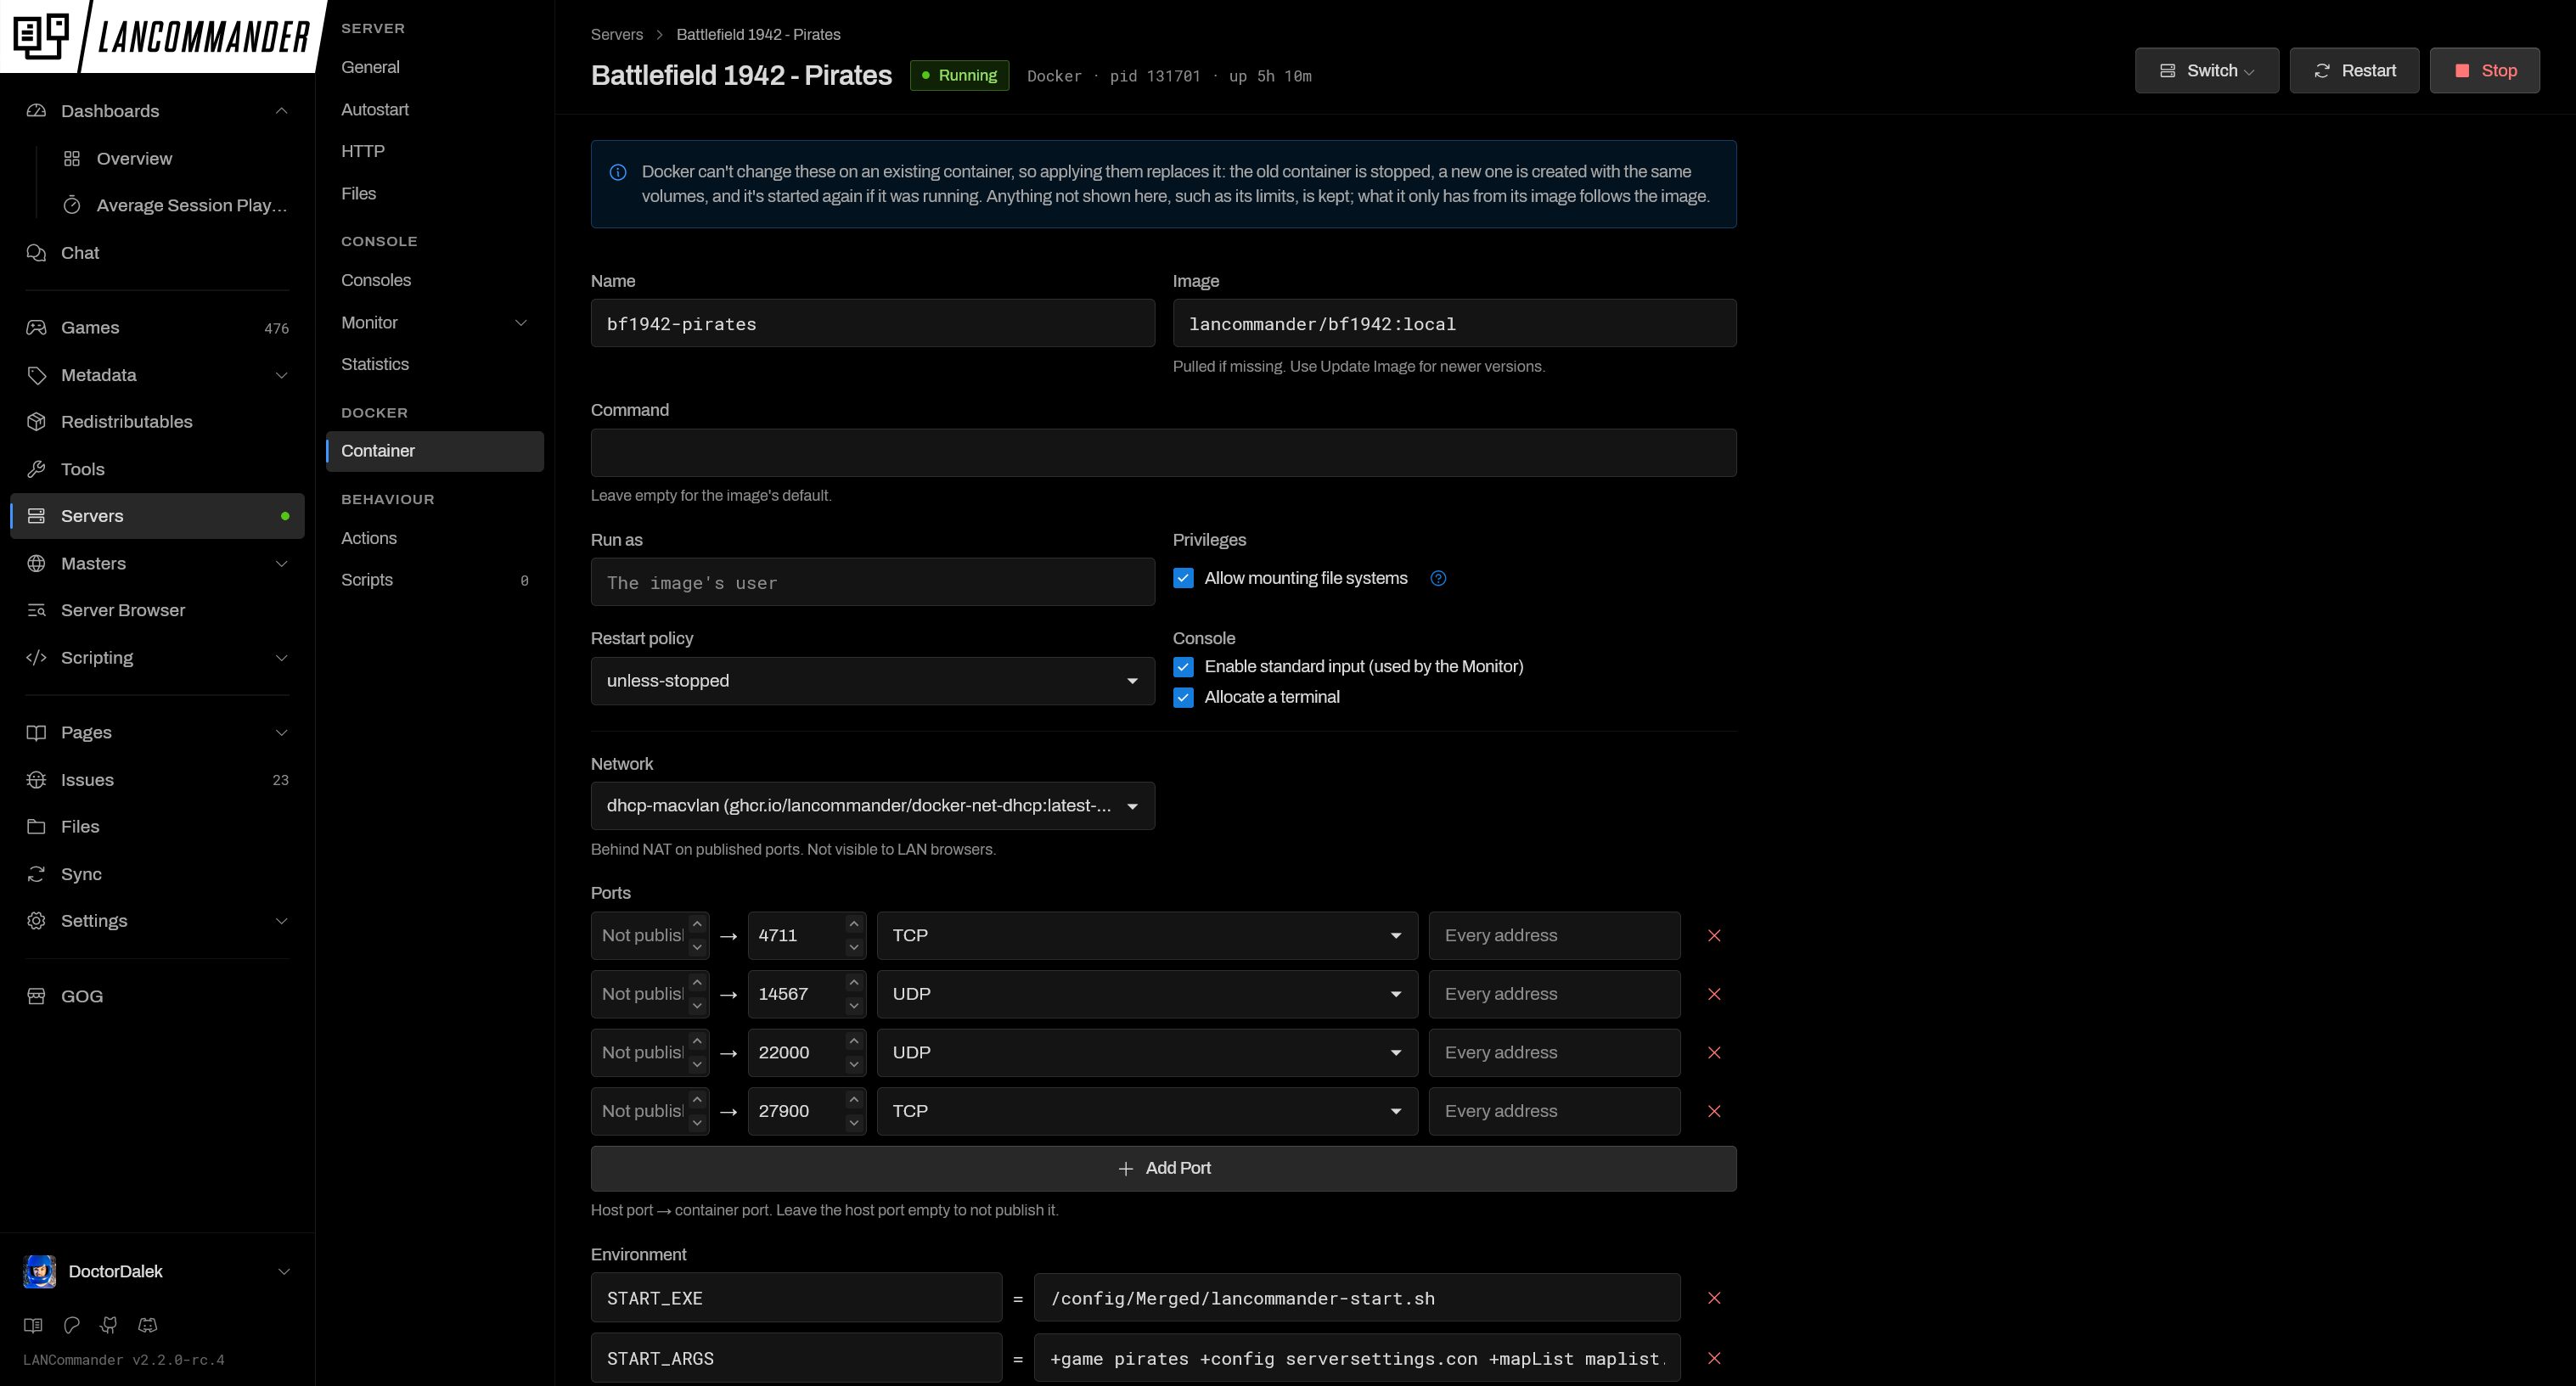 LANCOMMANDER
Dashboards
Overview
Average Session Play...
Chat
Games 476
Metadata
Redistributables
Tools
Servers
Masters
Server Browser
Scripting
Pages
Issues 23
Files
Sync
Settings
GOG
DoctorDalek
LANCommander v2.2.0-rc.4
SERVER
General
Autostart
HTTP
Files
CONSOLE
Consoles
Monitor
Statistics
DOCKER
Container
BEHAVIOUR
Actions
Scripts 0
Servers > Battlefield 1942 - Pirates
Battlefield 1942 - Pirates Running Docker · pid 131701 · up 5h 10m
Switch Restart Stop
Docker can't change these on an existing container, so applying them replaces it: the old container is stopped, a new one is created with the same
volumes, and it's started again if it was running. Anything not shown here, such as its limits, is kept; what it only has from its image follows the image.
Name Image
bf1942-pirates lancommander/bf1942:local
Pulled if missing. Use Update Image for newer versions.
Command
Leave empty for the image's default.
Run as Privileges
The image's user Allow mounting file systems
Restart policy Console
unless-stopped Enable standard input (used by the Monitor)
Allocate a terminal
Network
dhcp-macvlan (ghcr.io/lancommander/docker-net-dhcp:latest-...
Behind NAT on published ports. Not visible to LAN browsers.
Ports
Not publisl → 4711 TCP Every address
Not publisl → 14567 UDP Every address
Not publisl → 22000 UDP Every address
Not publisl → 27900 TCP Every address
+ Add Port
Host port → container port. Leave the host port empty to not publish it.
Environment
START_EXE = /config/Merged/lancommander-start.sh
START_ARGS = +game pirates +config serversettings.con +mapList maplist.